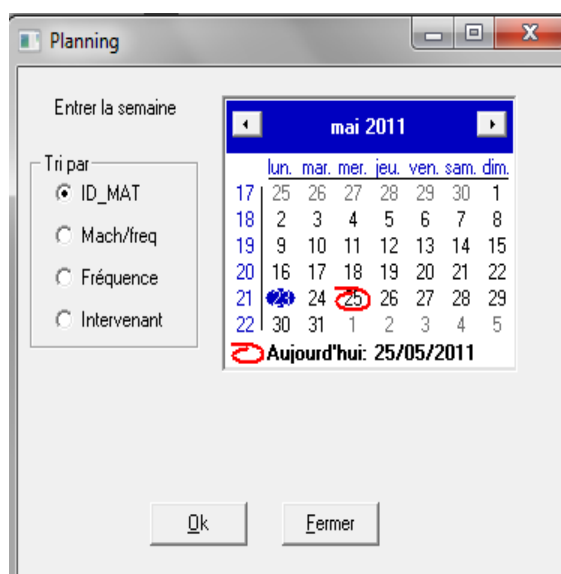 Planning
Entrer la semaine
mai 2011
lun. mar. mer. jeu. ven. sam. dim.
17 25 26 27 28 29 30 1
18 2 3 4 5 6 7 8
19 9 10 11 12 13 14 15
20 16 17 18 19 20 21 22
21 23 24 25 26 27 28 29
22 30 31 1 2 3 4 5
Aujourd'hui: 25/05/2011
Tri par
ID_MAT
Mach/freq
Fréquence
Intervenant
Ok
Fermer